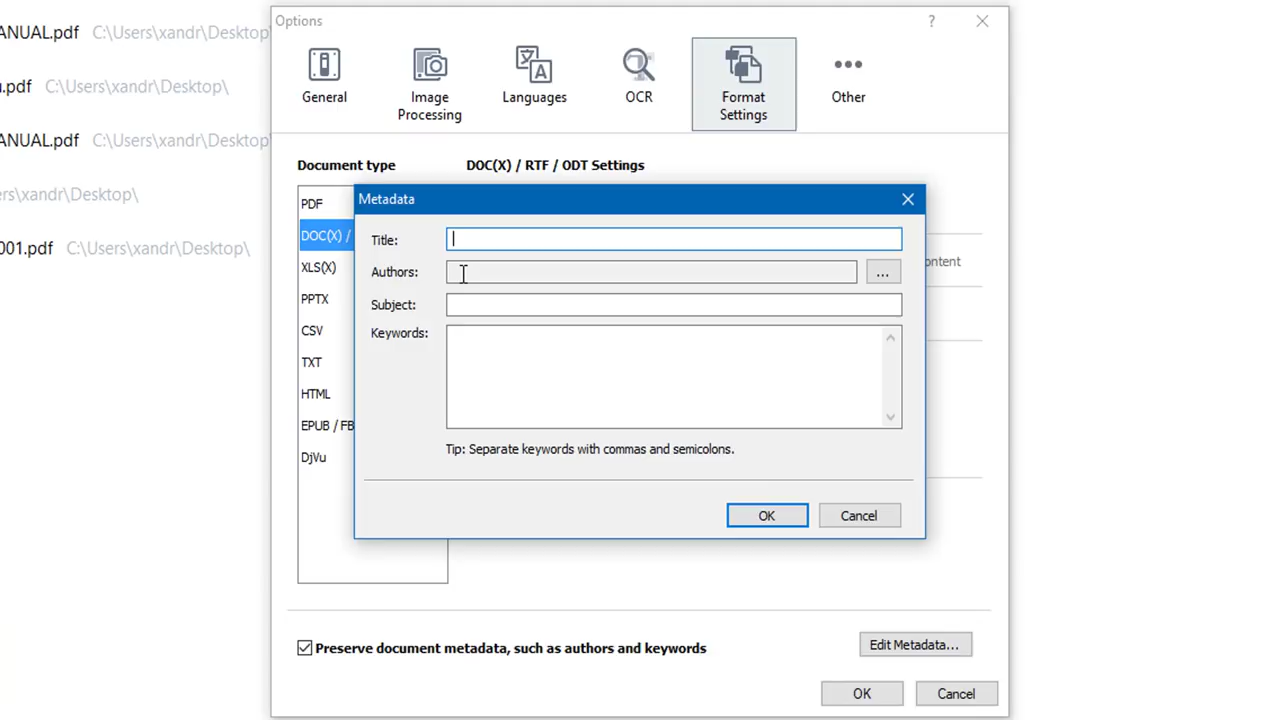 Options
?
ANUAL.pdf C:\Users\xandr\Desktop\
.pdf C:\Users\xandr\Desktop\
ANUAL.pdf C:\Users\xandr\Desktop\
ers\xandr\Desktop\
001.pdf C:\Users\xandr\Desktop\
General
Image
Processing
Languages
OCR
Format
Settings
Other
Document type
DOC(X) / RTF / ODT Settings
PDF
DOC(X) /
XLS(X)
PPTX
CSV
TXT
HTML
EPUB / FB
DjVu
ontent
Metadata
Title:
Authors:
...
Subject:
Keywords:
Tip: Separate keywords with commas and semicolons.
OK
Cancel
Preserve document metadata, such as authors and keywords
Edit Metadata...
OK
Cancel